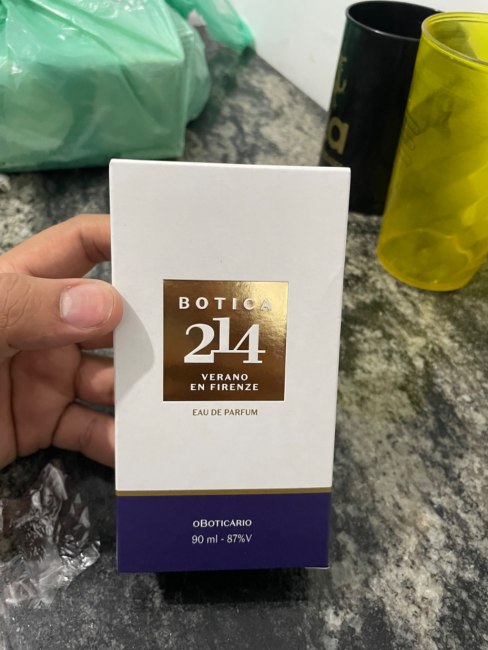 BOTICA
214
VERANO
EN FIRENZE
EAU DE PARFUM
oBOTICÁRIO
90 ml - 87%V